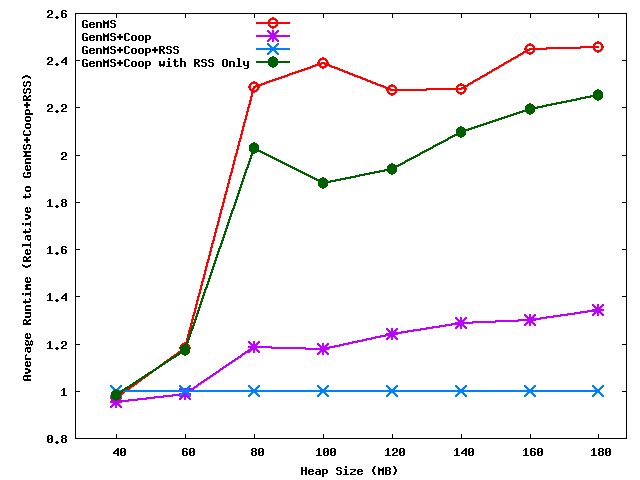 GenMS
GenMS+Coop
GenMS+Coop+RSS
GenMS+Coop with RSS Only
2.6
2.4
2.2
2
1.8
1.6
1.4
1.2
1
0.8
Average Runtime (Relative to GenMS+Coop+RSS)
40 60 80 100 120 140 160 180
Heap Size (MB)